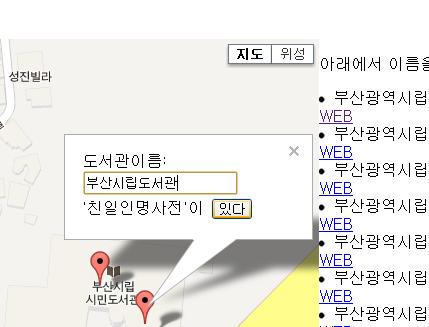 지도 위성
성진빌라
도서관이름:
부산시립도서관
'친일인명사전'이 있다
부산시립
시민도서관
아래에서 이름을
부산광역시립
WEB
부산광역시립
WEB
부산광역시립
WEB
부산광역시립
WEB
부산광역시립
WEB
부산광역시립
WEB
부산광역시립
WEB